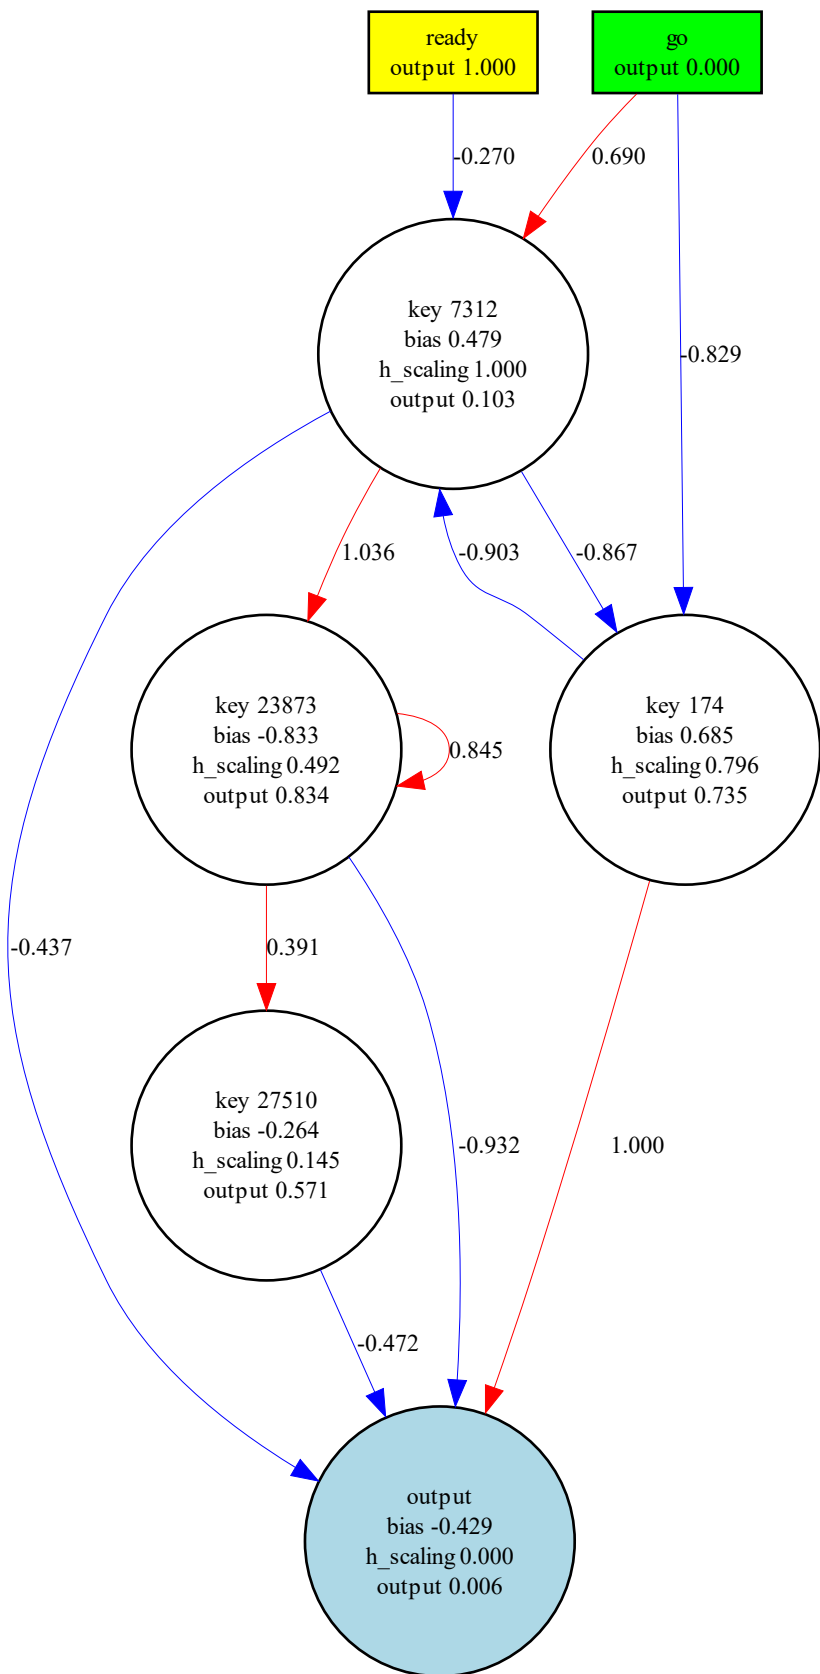 ready
output 1.000
go
output 0.000
-0.270
0.690
key 7312
bias 0.479
h_scaling 1.000
output 0.103
-0.829
1.036
-0.903
-0.867
key 23873
bias -0.833
h_scaling 0.492
output 0.834
0.845
key 174
bias 0.685
h_scaling 0.796
output 0.735
-0.437
0.391
key 27510
bias -0.264
h_scaling 0.145
output 0.571
-0.932
1.000
-0.472
output
bias -0.429
h_scaling 0.000
output 0.006